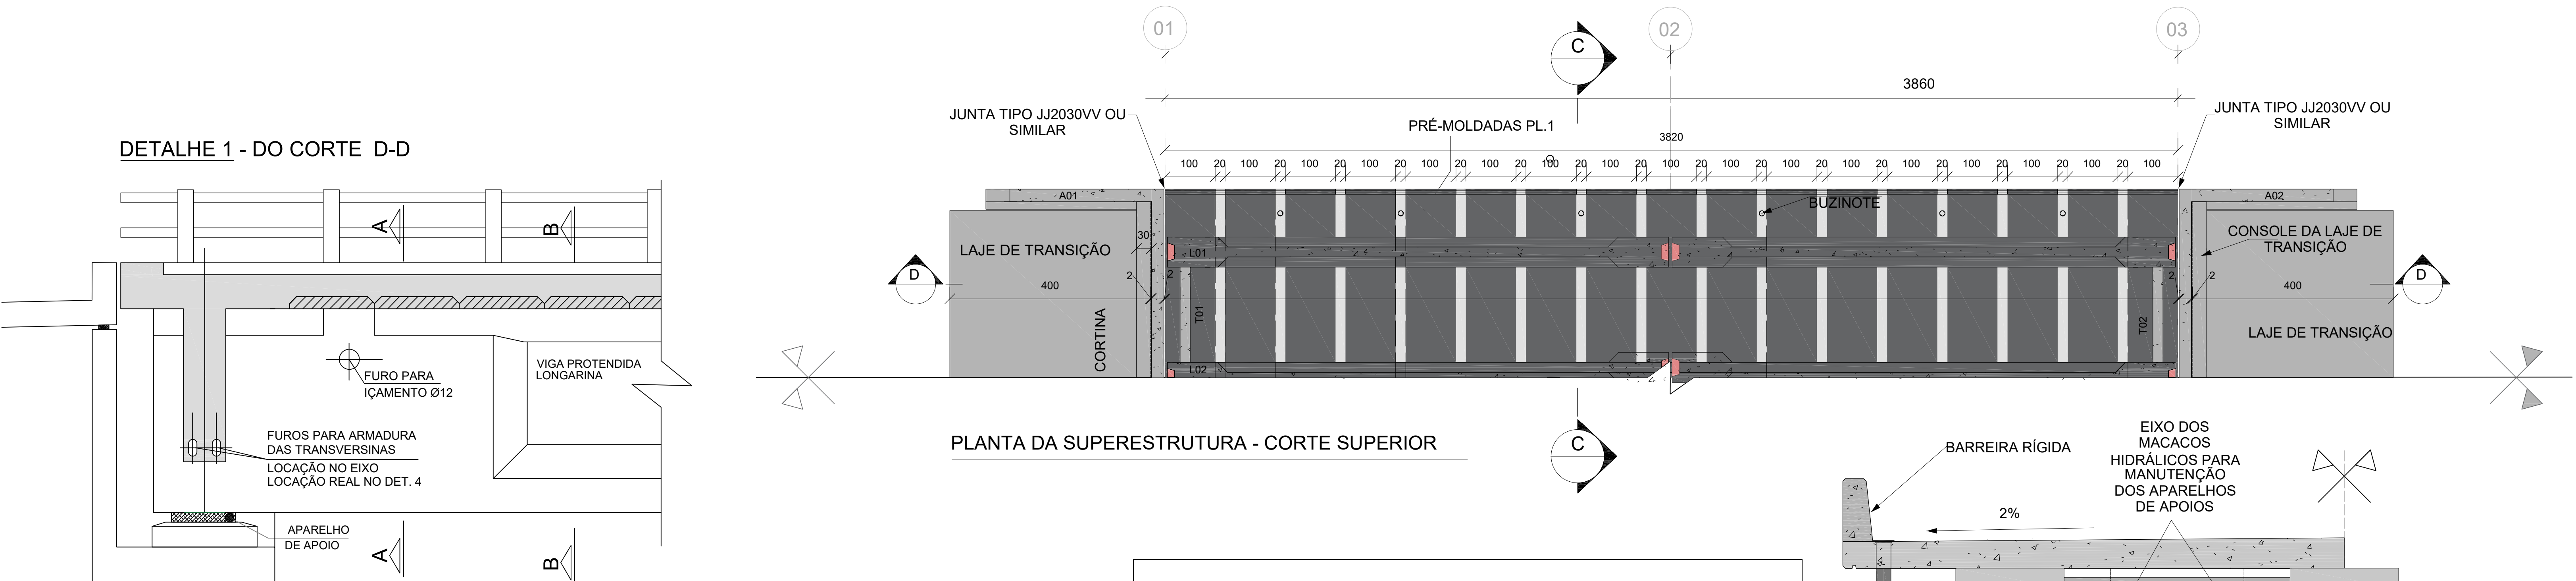 DETALHE 1 - DO CORTE D-D
A
B
FURO PARA
IÇAMENTO Ø12
VIGA PROTENDIDA
LONGARINA
FUROS PARA ARMADURA
DAS TRANSVERSINAS
LOCAÇÃO NO EIXO
LOCAÇÃO REAL NO DET. 4
APARELHO
DE APOIO
A
B
01
C
02
03
3860
JUNTA TIPO JJ2030VV OU
SIMILAR
PRÉ-MOLDADAS PL.1
3820
JUNTA TIPO JJ2030VV OU
SIMILAR
100 20 100 20 100 20 100 20 100 20 100 20 100 20 100 20 100 20 100 20 100 20 100 20 100 20 100 20 100 20 100 20 100
A01
A02
BUZINOTE
30
LAJE DE TRANSIÇÃO
L01
CONSOLE DA LAJE DE
TRANSIÇÃO
D
2
2
2
2
D
400
400
T01
T02
CORTINA
LAJE DE TRANSIÇÃO
L02
PLANTA DA SUPERESTRUTURA - CORTE SUPERIOR
C
BARREIRA RÍGIDA
EIXO DOS
MACACOS
HIDRÁLICOS PARA
MANUTENÇÃO
DOS APARELHOS
DE APOIOS
2%